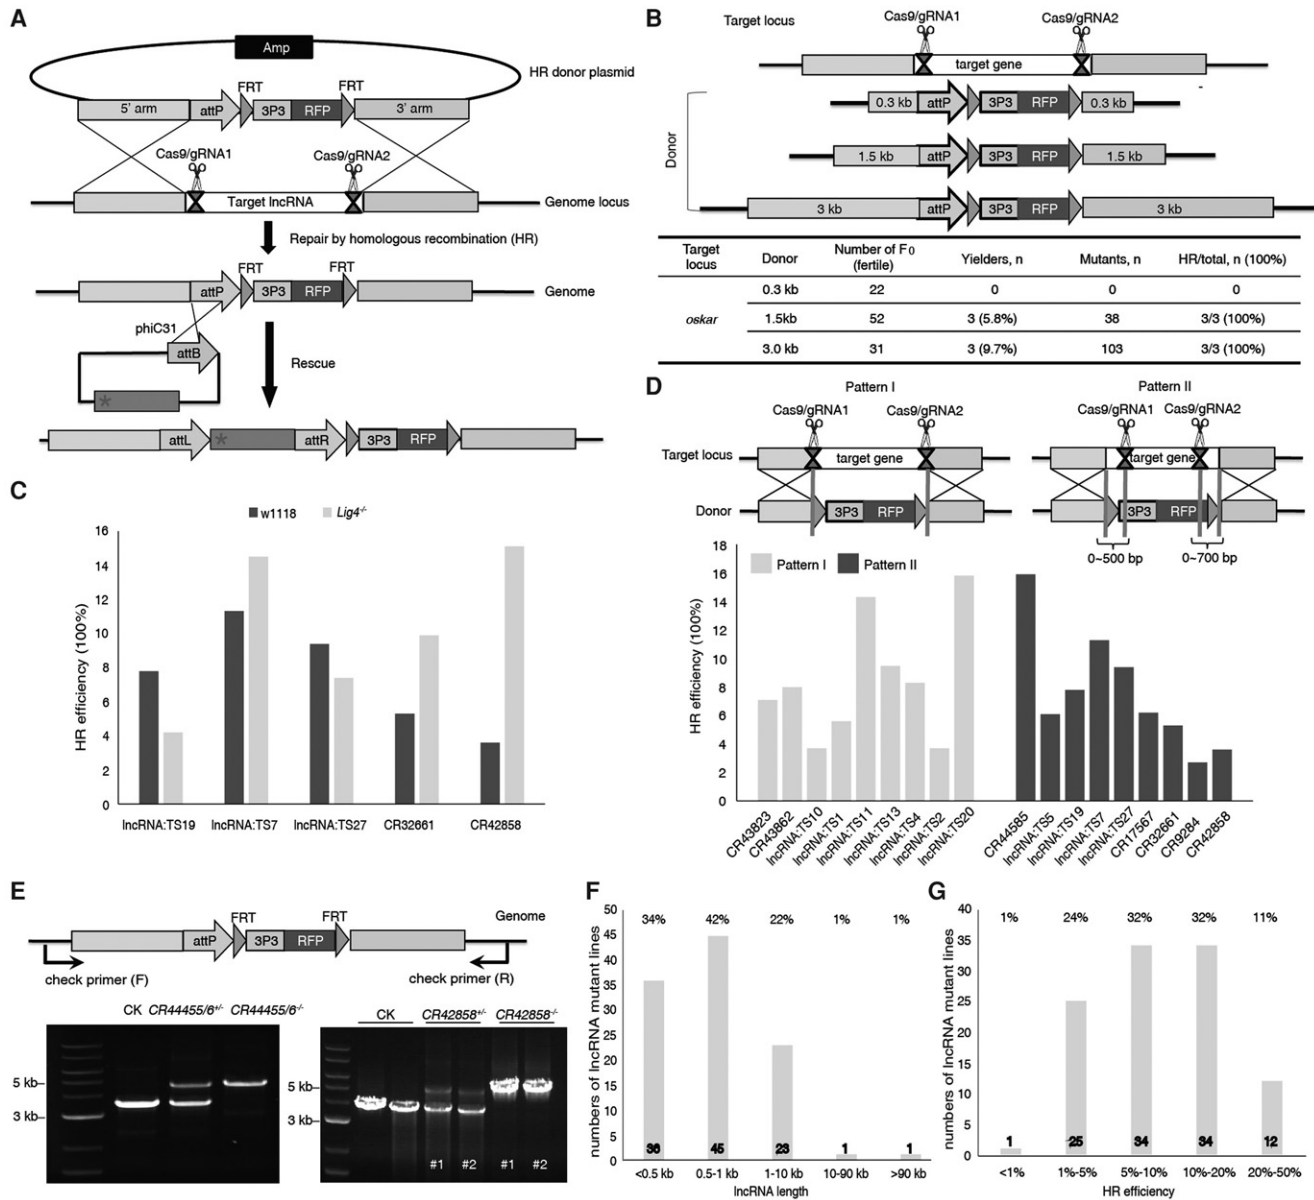 A
Amp
HR donor plasmid
FRT FRT
5' arm attP 3P3 RFP 3' arm
Cas9/gRNA1 Cas9/gRNA2
Target lncRNA Genome locus
Repair by homologous recombination (HR)
FRT FRT
attP 3P3 RFP Genome
phiC31
attB
Rescue
*
attL * attR 3P3 RFP
B
Target locus Cas9/gRNA1 Cas9/gRNA2
target gene
Donor
0.3 kb attP 3P3 RFP 0.3 kb
1.5 kb attP 3P3 RFP 1.5 kb
3 kb attP 3P3 RFP 3 kb
Target locus Donor Number of F0 (fertile) Yielders, n Mutants, n HR/total, n (100%)
0.3 kb 22 0 0 0
oskar 1.5kb 52 3 (5.8%) 38 3/3 (100%)
3.0 kb 31 3 (9.7%) 103 3/3 (100%)
C
w1118 Lig4-/-
HR efficiency (100%)
16
14
12
10
8
6
4
2
0
lncRNA:TS19 lncRNA:TS7 lncRNA:TS27 CR32661 CR42858
D
Pattern I Pattern II
Cas9/gRNA1 Cas9/gRNA2 Cas9/gRNA1 Cas9/gRNA2
Target locus target gene target gene
Donor 3P3 RFP 3P3 RFP
0~500 bp 0~700 bp
Pattern I Pattern II
HR efficiency (100%)
18
16
14
12
10
8
6
4
2
0
CR43823 CR43862 lncRNA:TS10 lncRNA:TS1 lncRNA:TS11 lncRNA:TS13 lncRNA:TS4 lncRNA:TS2 lncRNA:TS20 CR44585 lncRNA:TS5 lncRNA:TS19 lncRNA:TS7 lncRNA:TS27 CR17567 CR32661 CR9284 CR42858
E
FRT FRT Genome
attP 3P3 RFP
check primer (F) check primer (R)
CK CR44455/6+/- CR44455/6-/-
5 kb
3 kb
CK CR42858+/- CR42858-/-
5 kb
3 kb
#1 #2 #1 #2
F
34% 42% 22% 1% 1%
numbers of lncRNA mutant lines
50
45
40
35
30
25
20
15
10
5
0
36 45 23 1 1
<0.5 kb 0.5-1 kb 1-10 kb 10-90 kb >90 kb
lncRNA length
G
1% 24% 32% 32% 11%
numbers of lncRNA mutant lines
40
35
30
25
20
15
10
5
0
1 25 34 34 12
<1% 1%-5% 5%-10% 10%-20% 20%-50%
HR efficiency